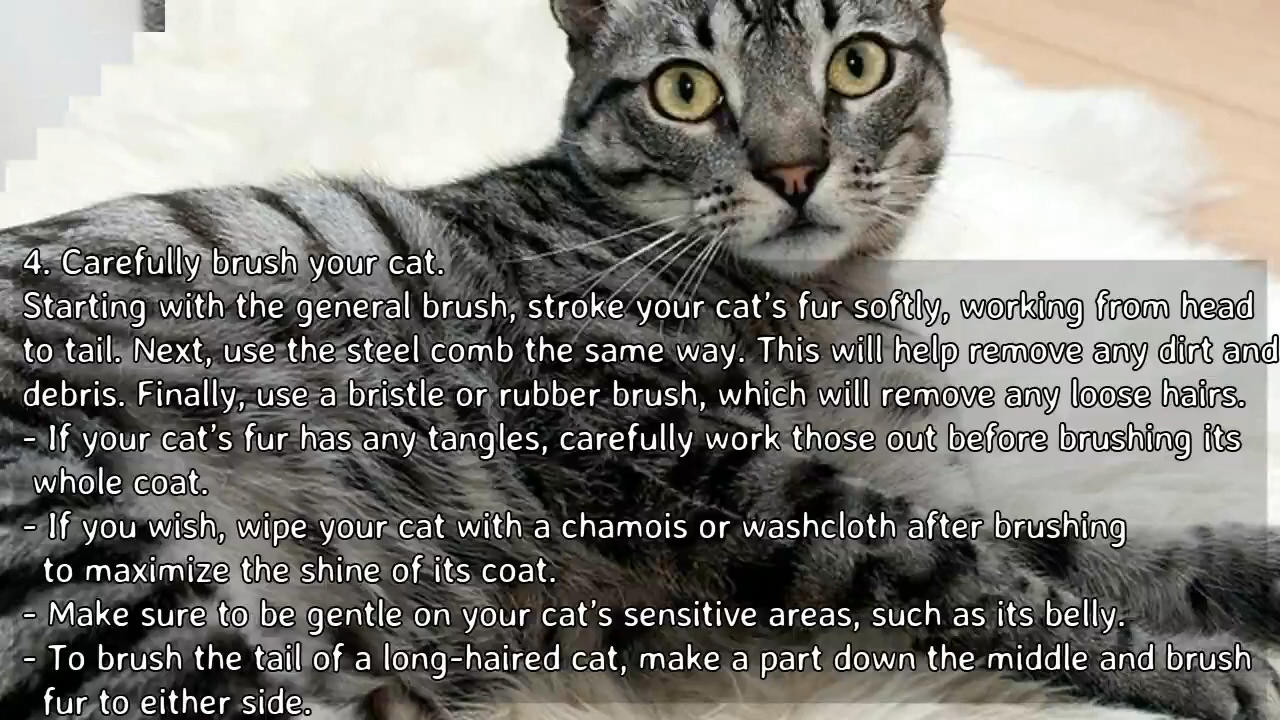 4. Carefully brush your cat.
Starting with the general brush, stroke your cat's fur softly, working from head
to tail. Next, use the steel comb the same way. This will help remove any dirt and
debris. Finally, use a bristle or rubber brush, which will remove any loose hairs.
- If your cat's fur has any tangles, carefully work those out before brushing its
whole coat.
- If you wish, wipe your cat with a chamois or washcloth after brushing
to maximize the shine of its coat.
- Make sure to be gentle on your cat's sensitive areas, such as its belly.
- To brush the tail of a long-haired cat, make a part down the middle and brush
fur to either side.